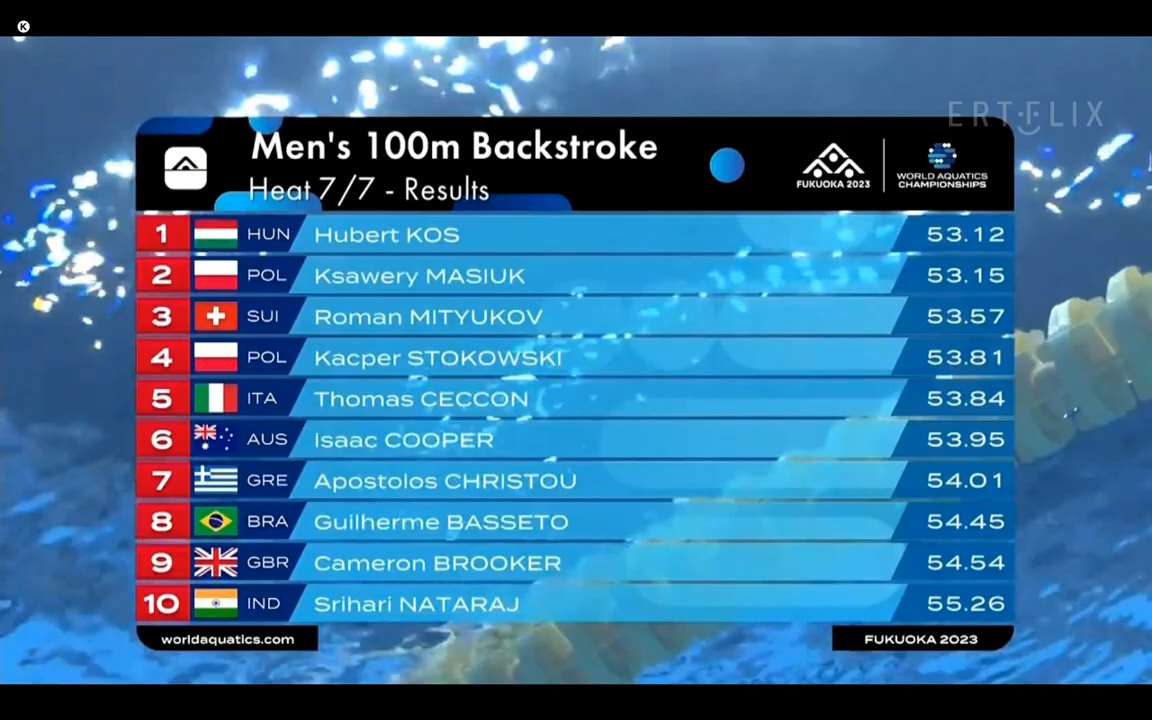 K
ERTFLIX
Men's 100m Backstroke
Heat 7/7 - Results
FUKUOKA 2023
WORLD AQUATICS
CHAMPIONSHIPS
1 HUN Hubert KOS 53.12
2 POL Ksawery MASIUK 53.15
3 SUI Roman MITYUKOV 53.57
4 POL Kacper STOKOWSKI 53.81
5 ITA Thomas CECCON 53.84
6 AUS Isaac COOPER 53.95
7 GRE Apostolos CHRISTOU 54.01
8 BRA Guilherme BASSETO 54.45
9 GBR Cameron BROOKER 54.54
10 IND Srihari NATARAJ 55.26
worldaquatics.com FUKUOKA 2023